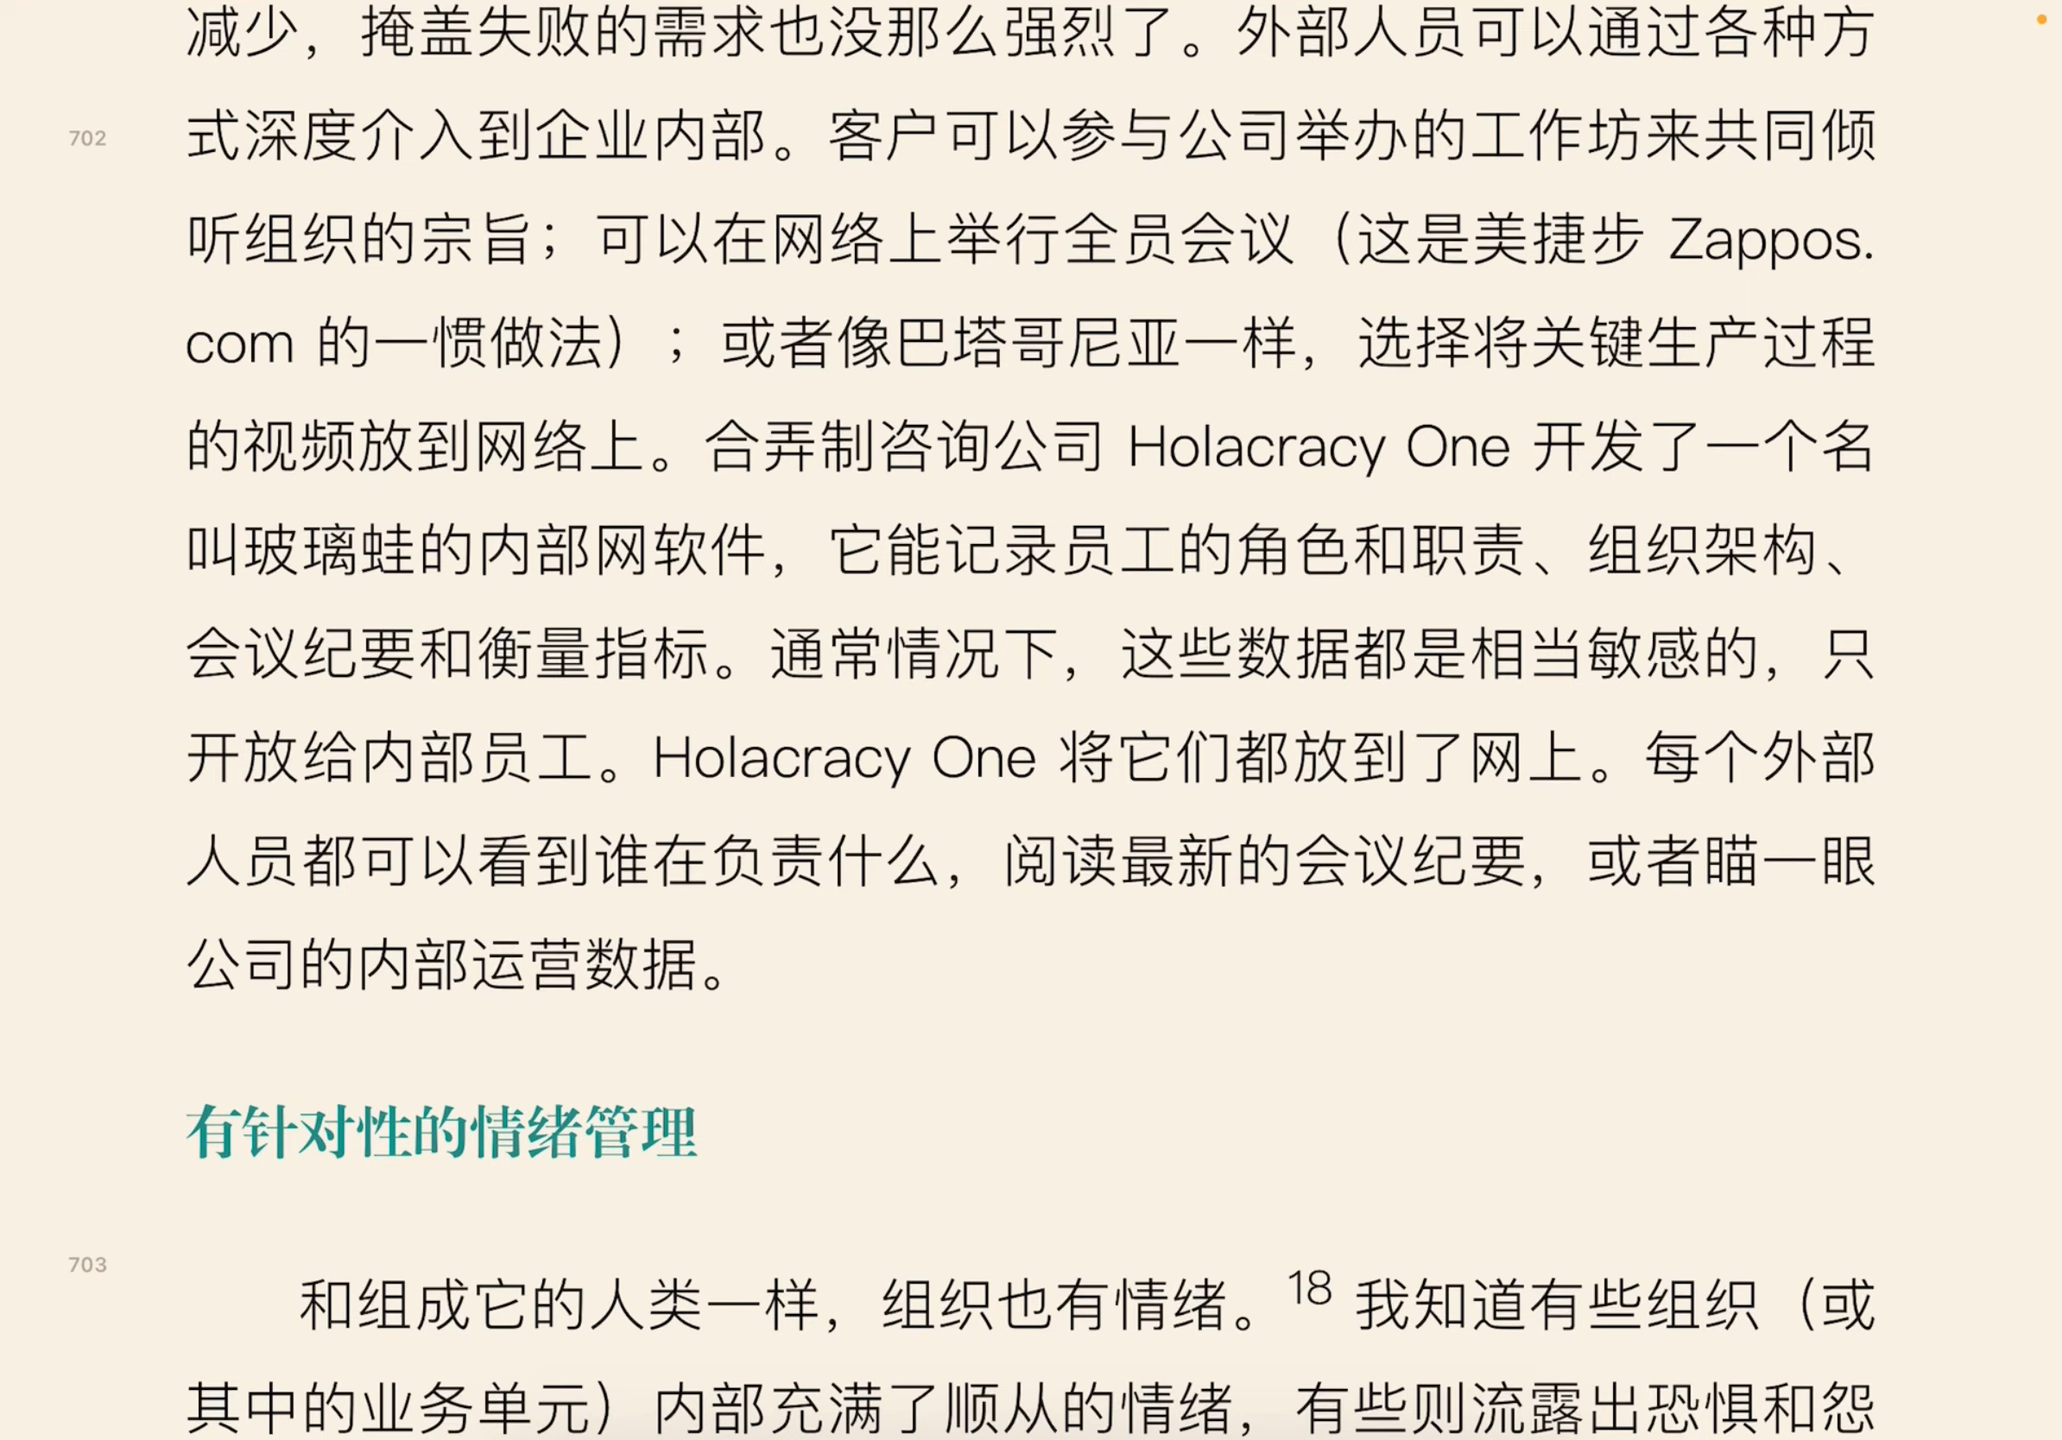 减少，掩盖失败的需求也没那么强烈了。外部人员可以通过各种方
702
式深度介入到企业内部。客户可以参与公司举办的工作坊来共同倾
听组织的宗旨；可以在网络上举行全员会议（这是美捷步 Zappos.
com 的一惯做法）；或者像巴塔哥尼亚一样，选择将关键生产过程
的视频放到网络上。合弄制咨询公司 Holacracy One 开发了一个名
叫玻璃蛙的内部网软件，它能记录员工的角色和职责、组织架构、
会议纪要和衡量指标。通常情况下，这些数据都是相当敏感的，只
开放给内部员工。Holacracy One 将它们都放到了网上。每个外部
人员都可以看到谁在负责什么，阅读最新的会议纪要，或者瞄一眼
公司的内部运营数据。
有针对性的情绪管理
703
和组成它的人类一样，组织也有情绪。18 我知道有些组织（或
其中的业务单元）内部充满了顺从的情绪，有些则流露出恐惧和怨